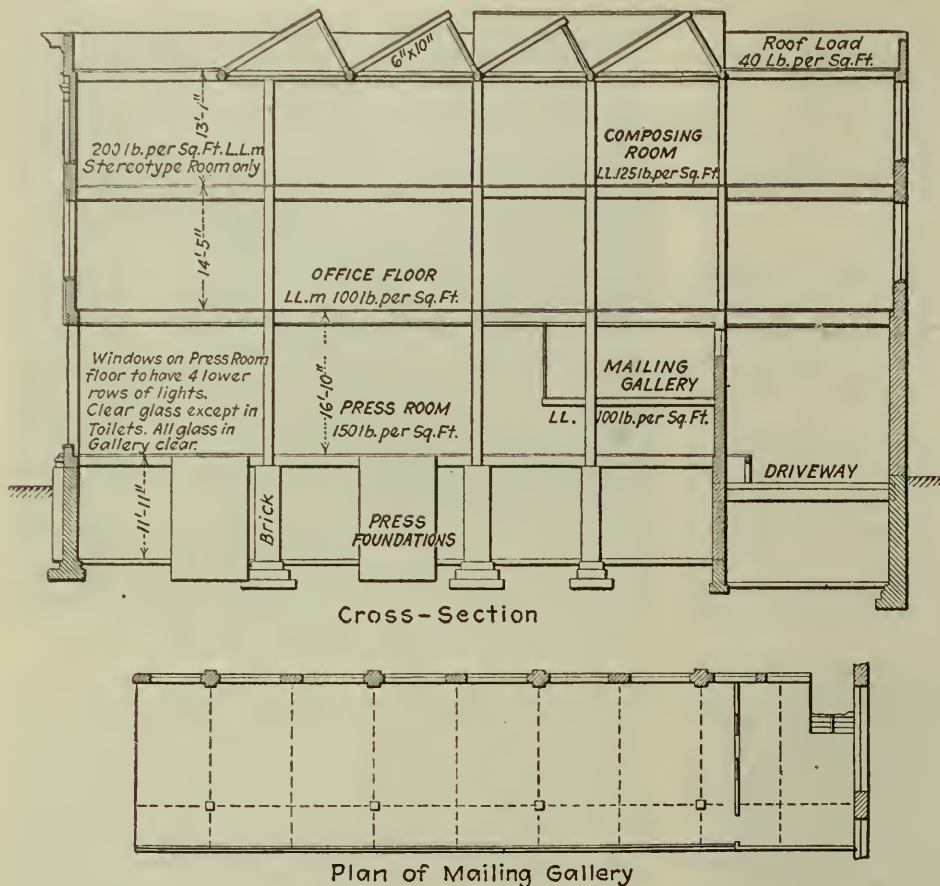 6"x10"
Roof Load
40 Lb. per Sq. Ft.
13'-1"
200 lb. per Sq. Ft. L.L.m
Stereotype Room only
COMPOSING
ROOM
LL.125 lb. per Sq. Ft.
14'-5"
OFFICE FLOOR
LL.m 100 lb. per Sq. Ft.
Windows on Press Room
floor to have 4 lower
rows of lights.
Clear glass except in
Toilets. All glass in
Gallery clear.
16'-10"
PRESS ROOM
150 lb. per Sq. Ft.
MAILING
GALLERY
LL. 100 lb. per Sq. Ft.
DRIVEWAY
11'-11"
Brick
PRESS
FOUNDATIONS
Cross-Section
Plan of Mailing Gallery